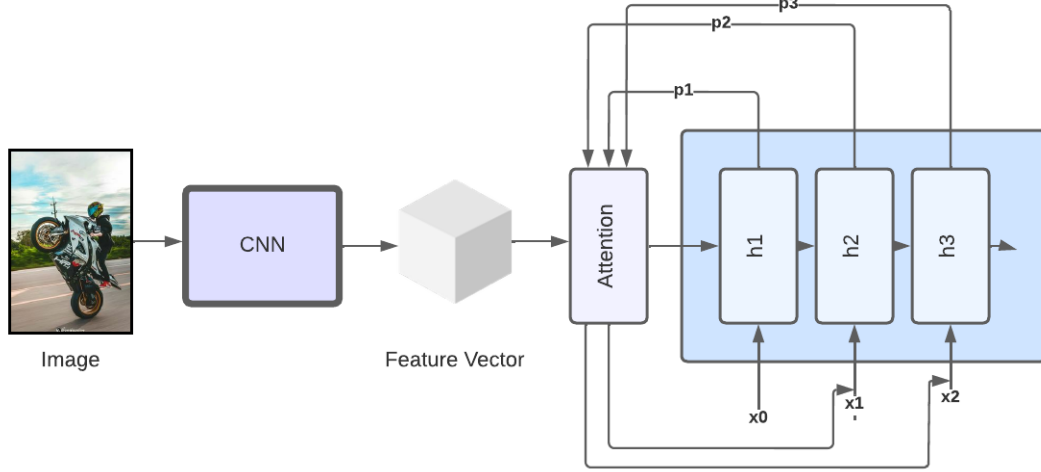 p3
p2
p1
CNN
Attention
h1
h2
h3
Image
Feature Vector
x0
x1
x2